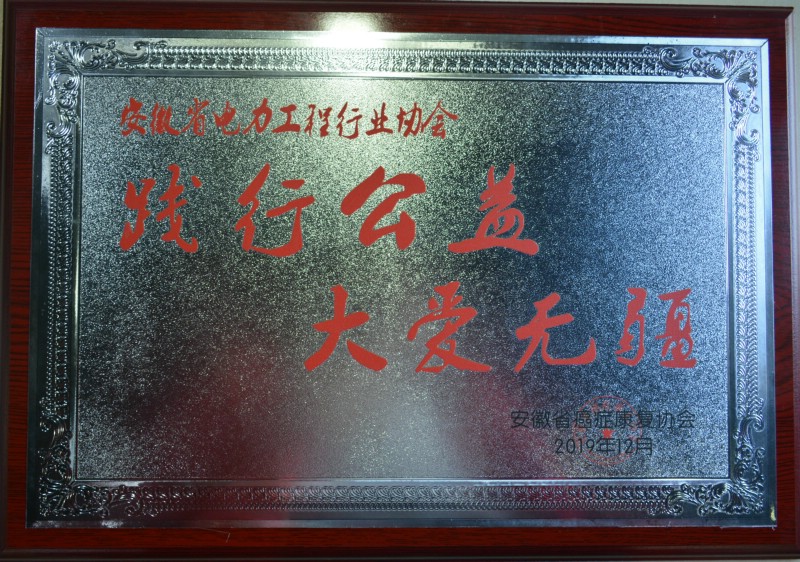 安徽省电力工程行业协会
践行公益
大爱无疆
安徽省癌症康复协会
2019年12月